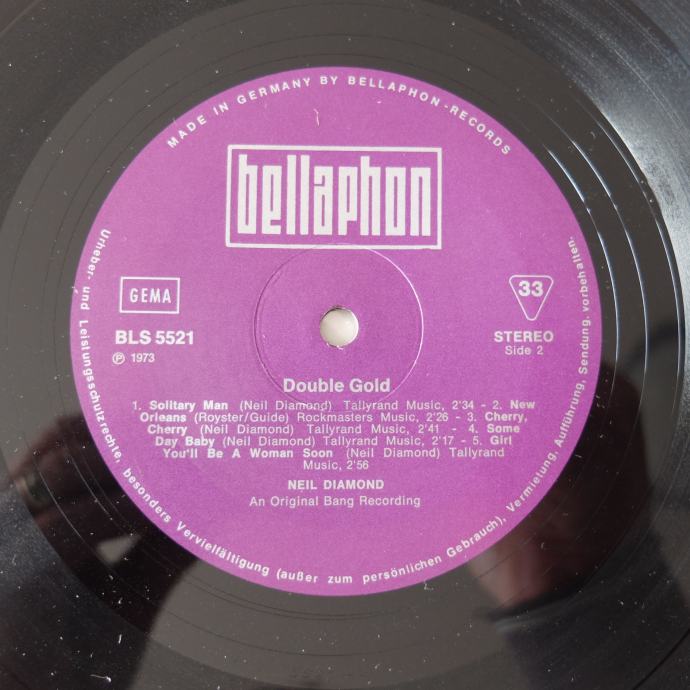 MADE IN GERMANY BY BELLAPHON-RECORDS
bellaphon
GEMA
BLS 5521
℗ 1973
33
STEREO
Side 2
Double Gold
1. Solitary Man (Neil Diamond) Tallyrand Music, 2'34 - 2. New
Orleans (Royster/Guide) Rockmasters Music, 2'26 - 3. Cherry,
Cherry (Neil Diamond) Tallyrand Music, 2'41 - 4. Some
Day Baby (Neil Diamond) Tallyrand Music, 2'17 - 5. Girl
You'll Be A Woman Soon (Neil Diamond) Tallyrand
Music, 2'56
NEIL DIAMOND
An Original Bang Recording
Urheber- und Leistungsschutzrechte, besonders Vervielfältigung (außer zum persönlichen Gebrauch), Vermietung, Aufführung, Sendung, vorbehalten.